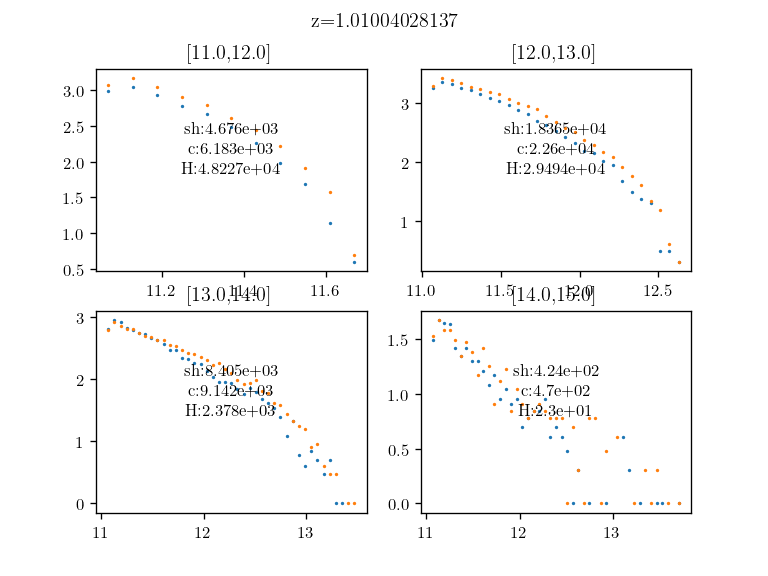 z=1.01004028137
[11.0,12.0]
[12.0,13.0]
3.0
2.5
2.0
1.5
1.0
0.5
sh:4.676e+03
c:6.183e+03
H:4.8227e+04
11.2
11.4
11.6
3
2
1
sh:1.8365e+04
c:2.26e+04
H:2.9494e+04
11.0
11.5
12.0
12.5
[13.0,14.0]
[14.0,15.0]
3
2
1
0
sh:8.405e+03
c:9.142e+03
H:2.378e+03
11
12
13
1.5
1.0
0.5
0.0
sh:4.24e+02
c:4.7e+02
H:2.3e+01
11
12
13